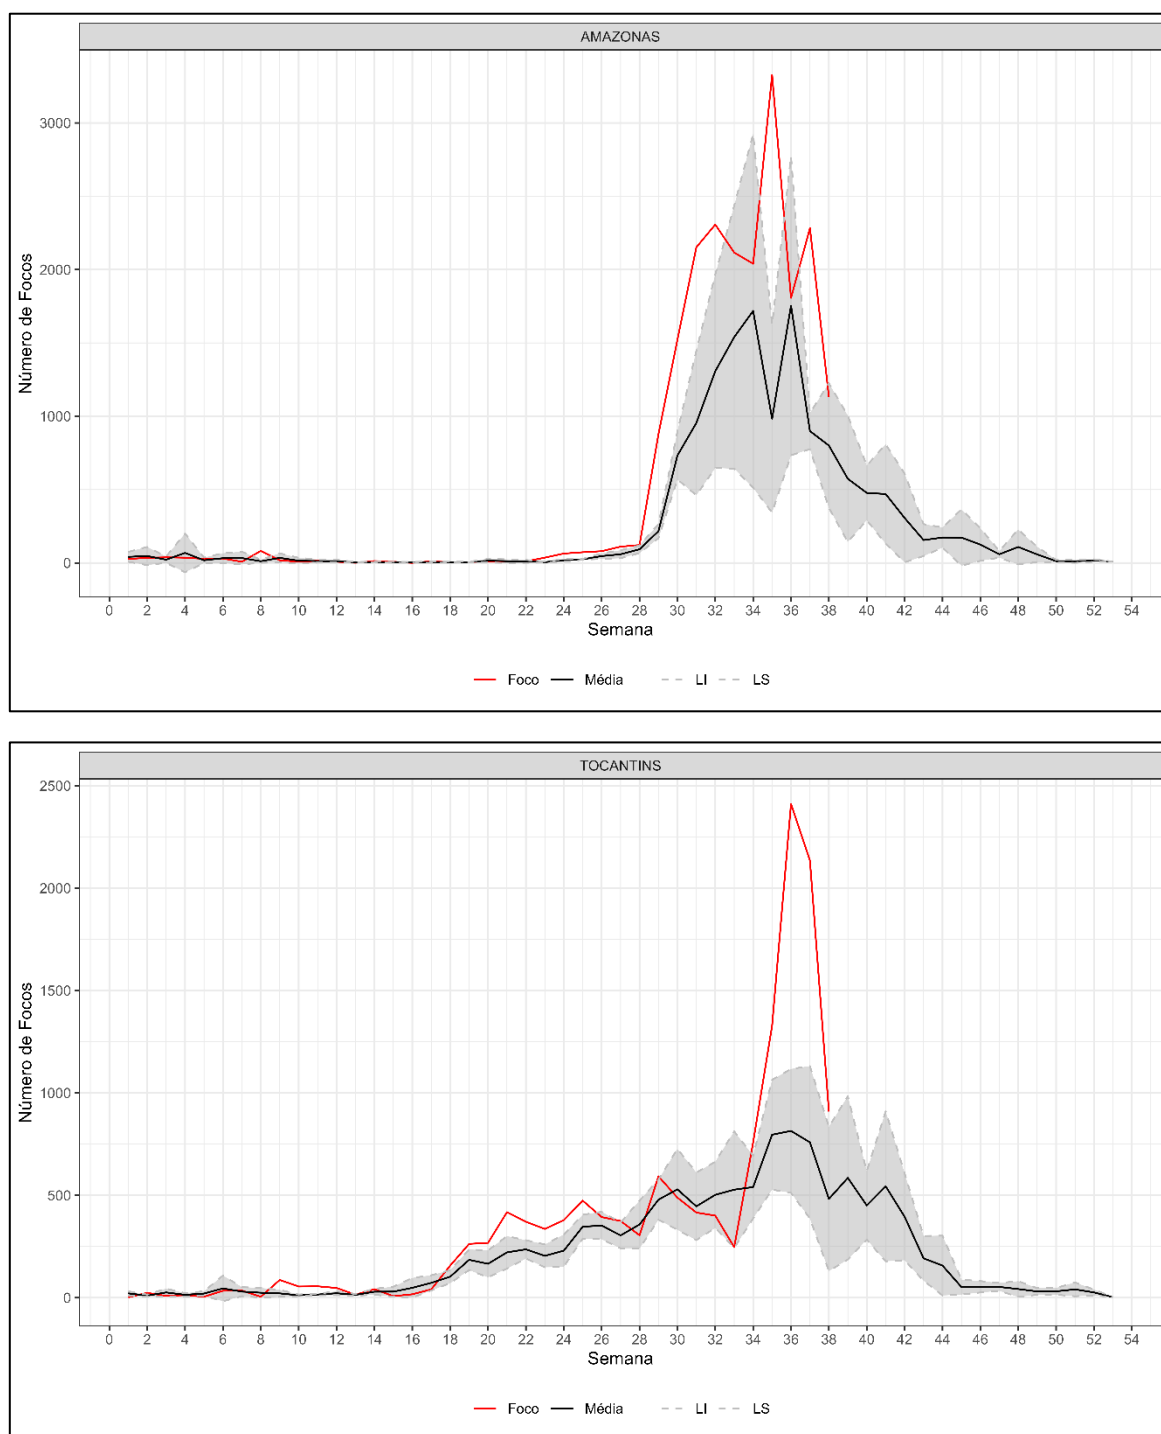 AMAZONAS
Número de Focos
3000
2000
1000
0
0 2 4 6 8 10 12 14 16 18 20 22 24 26 28 30 32 34 36 38 40 42 44 46 48 50 52 54
Semana
Foco Média LI LS
TOCANTINS
Número de Focos
2500
2000
1500
1000
500
0
0 2 4 6 8 10 12 14 16 18 20 22 24 26 28 30 32 34 36 38 40 42 44 46 48 50 52 54
Semana
Foco Média LI LS